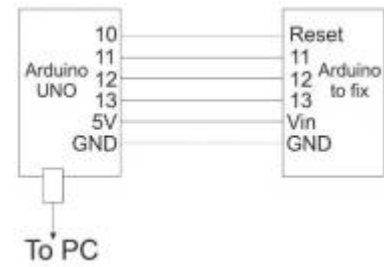 Arduino
UNO
10
11
12
13
5V
GND
Reset
11
12
13
Vin
GND
Arduino
to fix
To PC